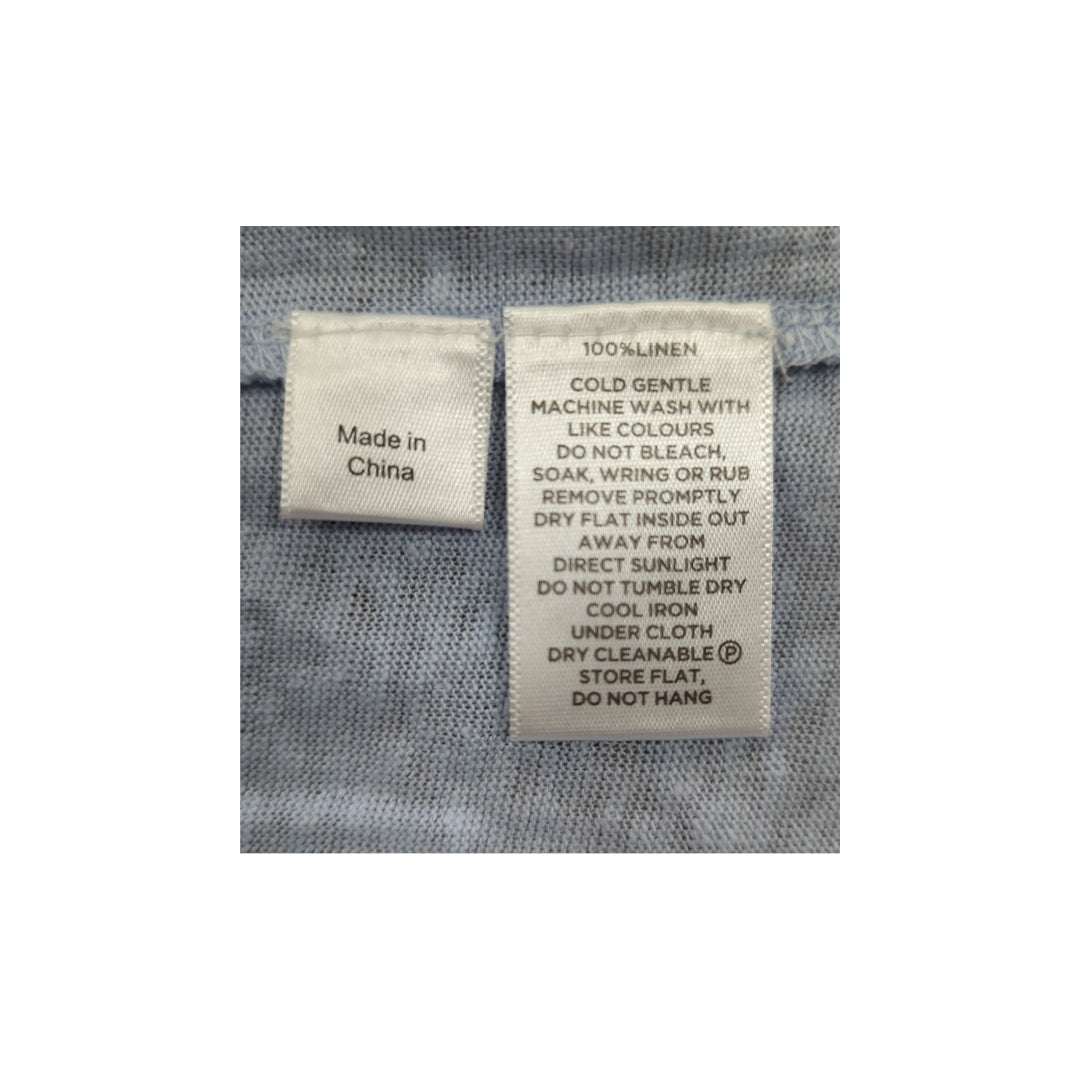 Made in
China
100%LINEN
COLD GENTLE
MACHINE WASH WITH
LIKE COLOURS
DO NOT BLEACH,
SOAK, WRING OR RUB
REMOVE PROMPTLY
DRY FLAT INSIDE OUT
AWAY FROM
DIRECT SUNLIGHT
DO NOT TUMBLE DRY
COOL IRON
UNDER CLOTH
DRY CLEANABLE Ⓟ
STORE FLAT,
DO NOT HANG